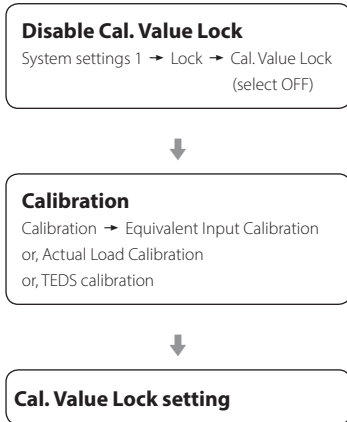 Disable Cal. Value Lock
System settings 1 → Lock → Cal. Value Lock
(select OFF)
Calibration
Calibration → Equivalent Input Calibration
or, Actual Load Calibration
or, TEDS calibration
Cal. Value Lock setting